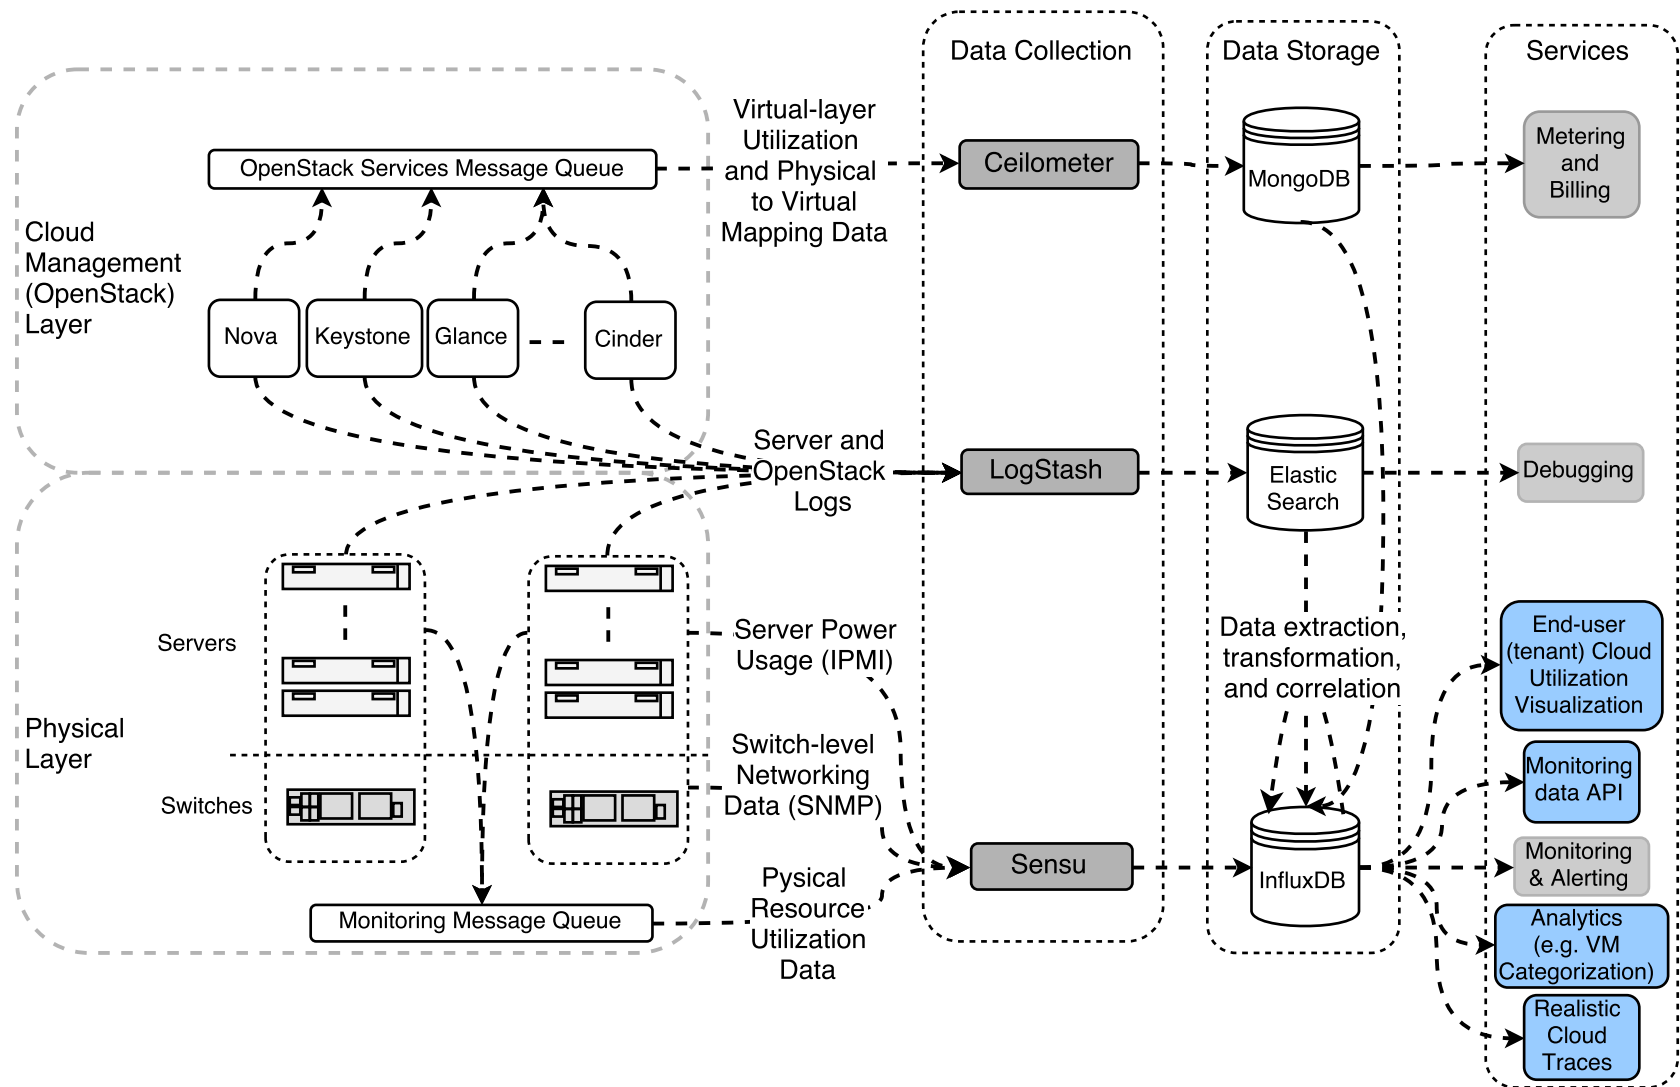 Data Collection
Data Storage
Services
Virtual-layer
Utilization
and Physical
to Virtual
Mapping Data
OpenStack Services Message Queue
Ceilometer
MongoDB
Metering
and
Billing
Cloud
Management
(OpenStack)
Layer
Nova
Keystone
Glance
Cinder
Server and
OpenStack
Logs
LogStash
Elastic
Search
Debugging
Servers
Server Power
Usage (IPMI)
Data extraction,
transformation,
and correlation
End-user
(tenant) Cloud
Utilization
Visualization
Physical
Layer
Switches
Switch-level
Networking
Data (SNMP)
Monitoring
data API
Sensu
InfluxDB
Monitoring
& Alerting
Monitoring Message Queue
Pysical
Resource
Utilization
Data
Analytics
(e.g. VM
Categorization)
Realistic
Cloud
Traces